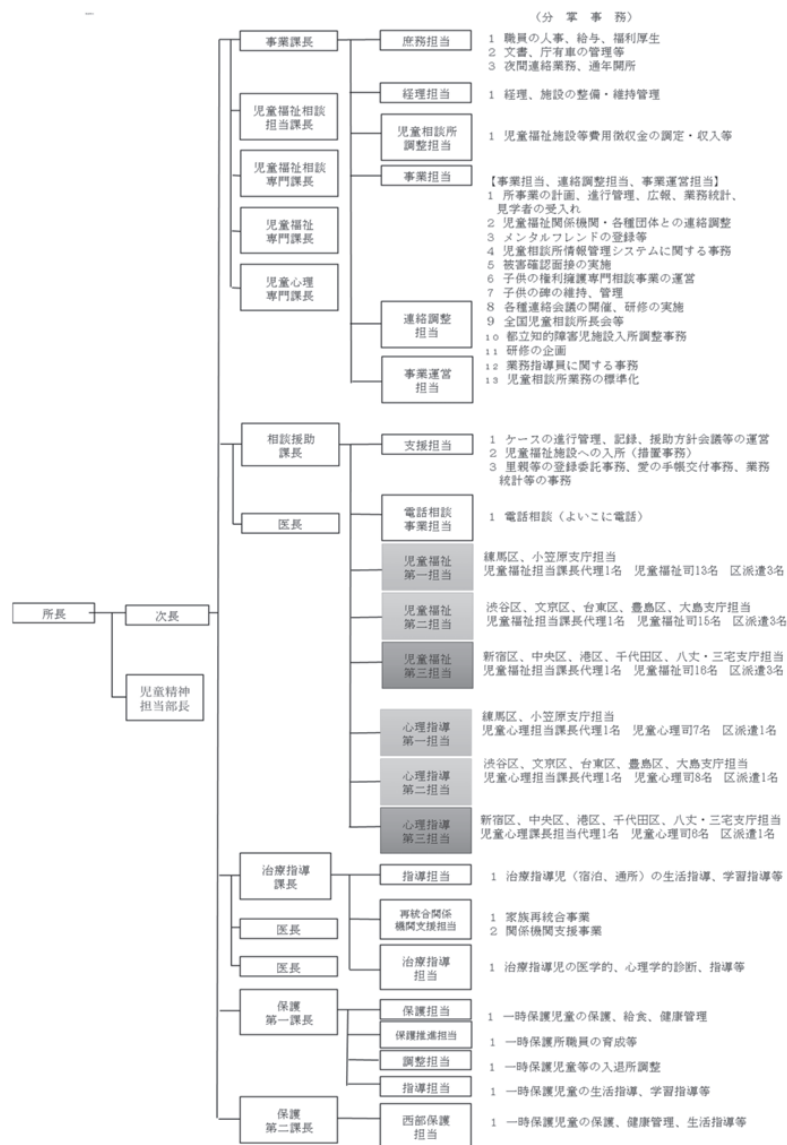 (分 掌 事 務)
事業課長
庶務担当
1 職員の人事、給与、福利厚生
2 文書、庁有車の管理等
3 夜間連絡業務、通年開所
経理担当
1 経理、施設の整備・維持管理
児童福祉相談
担当課長
児童相談所
調整担当
1 児童福祉施設等費用徴収金の調定・収入等
児童福祉相談
専門課長
事業担当
【事業担当、連絡調整担当、事業運営担当】
1 所事業の計画、進行管理、広報、業務統計、
見学者の受入れ
2 児童福祉関係機関・各種団体との連絡調整
3 メンタルフレンドの登録等
4 児童相談所情報管理システムに関する事務
5 被害確認面接の実施
6 子供の権利擁護専門相談事業の運営
7 子供の碑の維持、管理
8 各種連絡会議の開催、研修の実施
9 全国児童相談所長会等
10 都立知的障害児施設入所調整事務
11 研修の企画
12 業務指導員に関する事務
13 児童相談所業務の標準化
児童福祉
専門課長
児童心理
専門課長
連絡調整
担当
事業運営
担当
相談援助
課長
支援担当
1 ケースの進行管理、記録、援助方針会議等の運営
2 児童福祉施設への入所(措置事務)
3 里親等の登録委託事務、愛の手帳交付事務、業務
統計等の事務
医長
電話相談
事業担当
1 電話相談(よいこに電話)
児童福祉
第一担当
練馬区、小笠原支庁担当
児童福祉担当課長代理1名 児童福祉司13名 区派遣3名
所長
次長
児童福祉
第二担当
渋谷区、文京区、台東区、豊島区、大島支庁担当
児童福祉担当課長代理1名 児童福祉司15名 区派遣3名
児童精神
担当部長
児童福祉
第三担当
新宿区、中央区、港区、千代田区、八丈・三宅支庁担当
児童福祉担当課長代理1名 児童福祉司16名 区派遣3名
心理指導
第一担当
練馬区、小笠原支庁担当
児童心理担当課長代理1名 児童心理司7名 区派遣1名
心理指導
第二担当
渋谷区、文京区、台東区、豊島区、大島支庁担当
児童心理担当課長代理1名 児童心理司8名 区派遣1名
心理指導
第三担当
新宿区、中央区、港区、千代田区、八丈・三宅支庁担当
児童心理課長担当代理1名 児童心理司6名 区派遣1名
治療指導
課長
指導担当
1 治療指導児(宿泊、通所)の生活指導、学習指導等
医長
再統合関係
機関支援担当
1 家族再統合事業
2 関係機関支援事業
医長
治療指導
担当
1 治療指導児の医学的、心理学的診断、指導等
保護
第一課長
保護担当
1 一時保護児童の保護、給食、健康管理
保護推進担当
1 一時保護所職員の育成等
調整担当
1 一時保護児童等の入退所調整
指導担当
1 一時保護児童の生活指導、学習指導等
保護
第二課長
西部保護
担当
1 一時保護児童の保護、健康管理、生活指導等